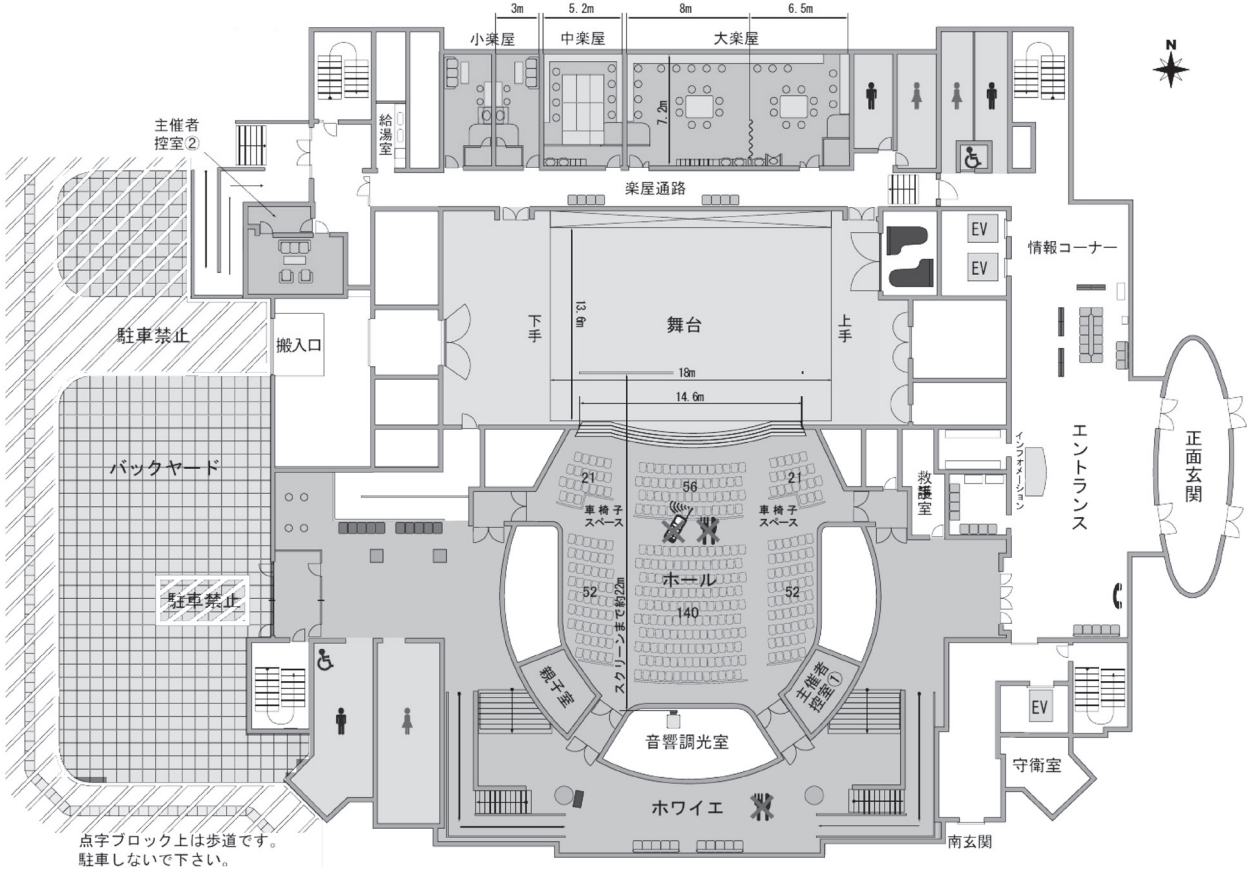 3m
5.2m
8m
6.5m
N
小楽屋
中楽屋
大楽屋
7.2m
主催者
控室②
給湯室
楽屋通路
EV
EV
情報コーナー
駐車禁止
搬入口
13.6m
下手
舞台
上手
18m
14.6m
バックヤード
エントランス
インフォメーション
正面玄関
救護室
21
56
21
車椅子
スペース
車椅子
スペース
ホール
52
140
52
スクリーンまで約22m
駐車禁止
親子室
主催者
控室①
音響調光室
EV
守衛室
ホワイエ
南玄関
点字ブロック上は歩道です。
駐車しないで下さい。